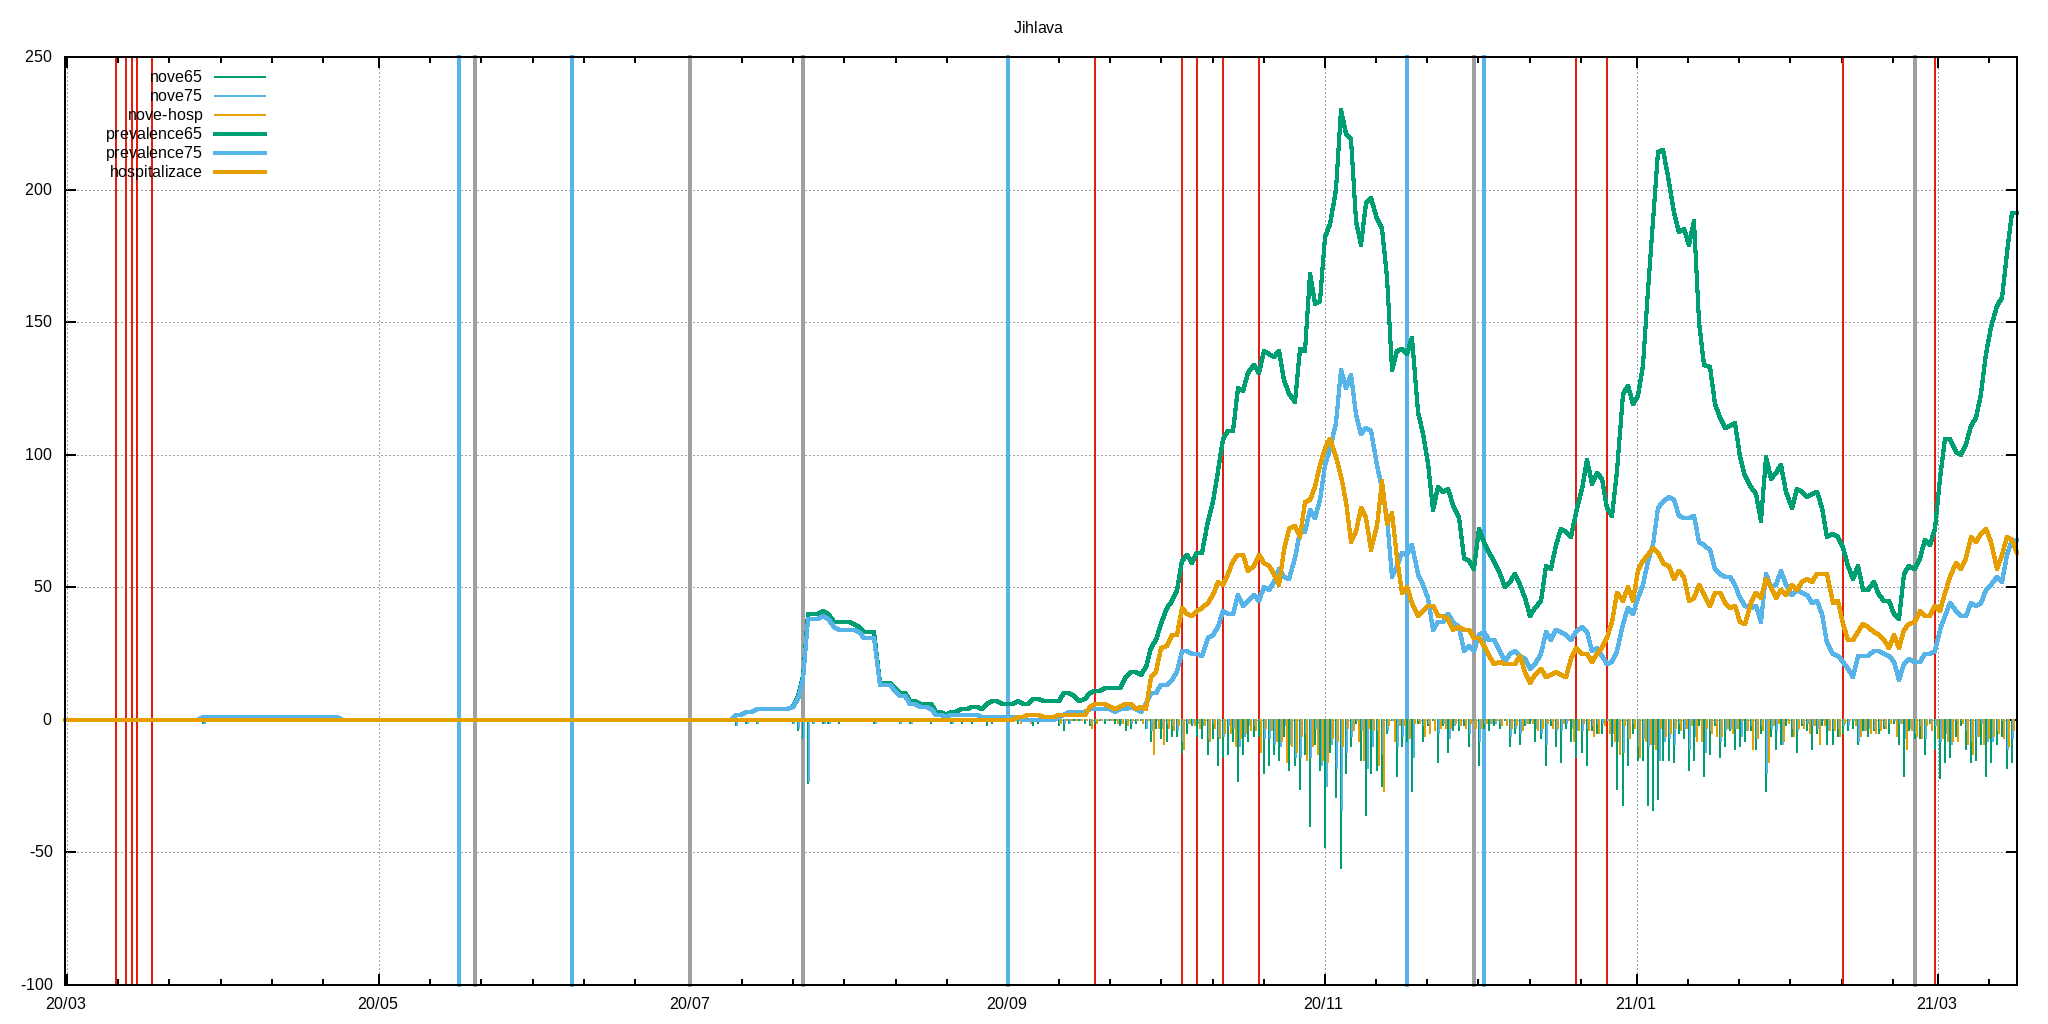 Jihlava
250
200
150
100
50
0
-50
-100
nove65
nove75
nove-hosp
prevalence65
prevalence75
hospitalizace
20/03 20/05 20/07 20/09 20/11 21/01 21/03